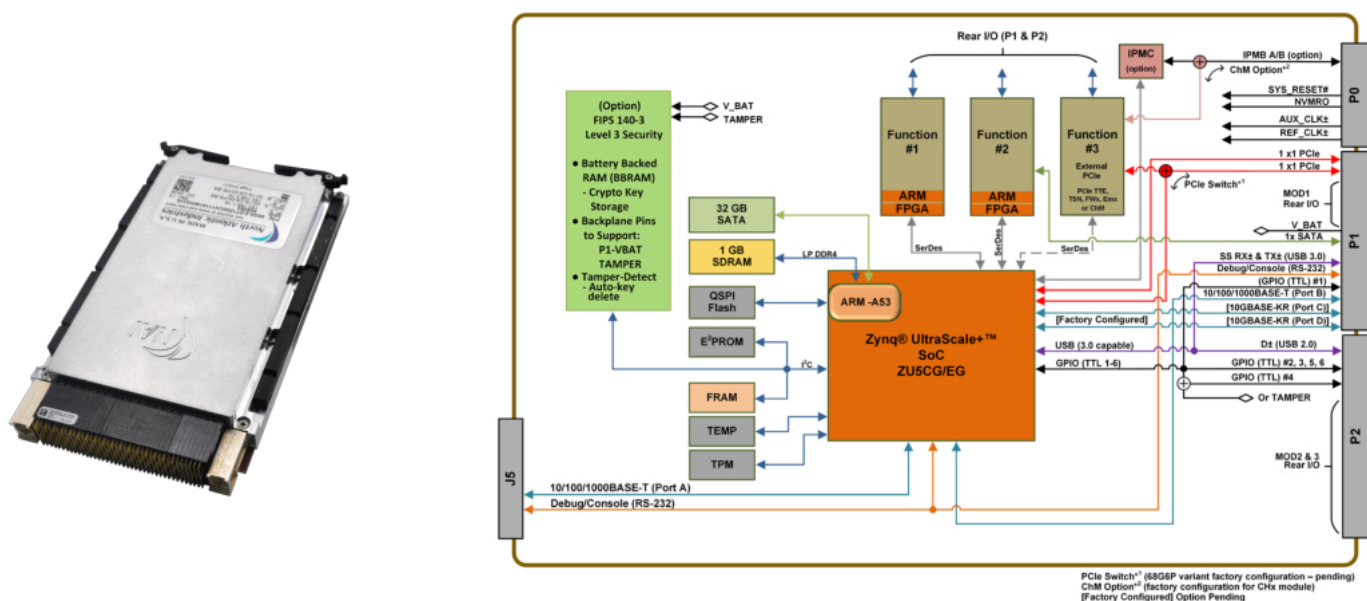 North Atlantic Industries
MADE IN U.S.A.
NAI
Rear I/O (P1 & P2)
IPMC
(option)
IPMB A/B (option)
ChM Option*²
P0
SYS_RESET#
NVMRO
AUX_CLK±
REF_CLK±
(Option)
FIPS 140-3
Level 3 Security
● Battery Backed
RAM (BBRAM)
- Crypto Key
Storage
● Backplane Pins
to Support:
P1-VBAT
TAMPER
● Tamper-Detect
- Auto-key
delete
V_BAT
TAMPER
Function
#1
ARM
FPGA
Function
#2
ARM
FPGA
Function
#3
External
PCIe
PCIe TTE,
TSN, FWx, Emx
or ChM
SerDes
SerDes
SerDes
1 x1 PCIe
1 x1 PCIe
PCIe Switch*¹
MOD1
Rear I/O
P1
V_BAT
1x SATA
SS RX± & TX± (USB 3.0)
Debug/Console (RS-232)
(GPIO (TTL) #1)
10/100/1000BASE-T (Port B)
[10GBASE-KR (Port C)]
[Factory Configured]
[10GBASE-KR (Port D)]
32 GB
SATA
1 GB
SDRAM
LP DDR4
QSPI
Flash
ARM -A53
E²PROM
I²C
FRAM
TEMP
TPM
Zynq® UltraScale+™
SoC
ZU5CG/EG
USB (3.0 capable)
D± (USB 2.0)
GPIO (TTL 1-6)
GPIO (TTL) #2, 3, 5, 6
GPIO (TTL) #4
Or TAMPER
P2
MOD2 & 3
Rear I/O
J5
10/100/1000BASE-T (Port A)
Debug/Console (RS-232)
PCIe Switch*¹ (68G6P variant factory configuration – pending)
ChM Option*² (factory configuration for CHx module)
[Factory Configured] Option Pending